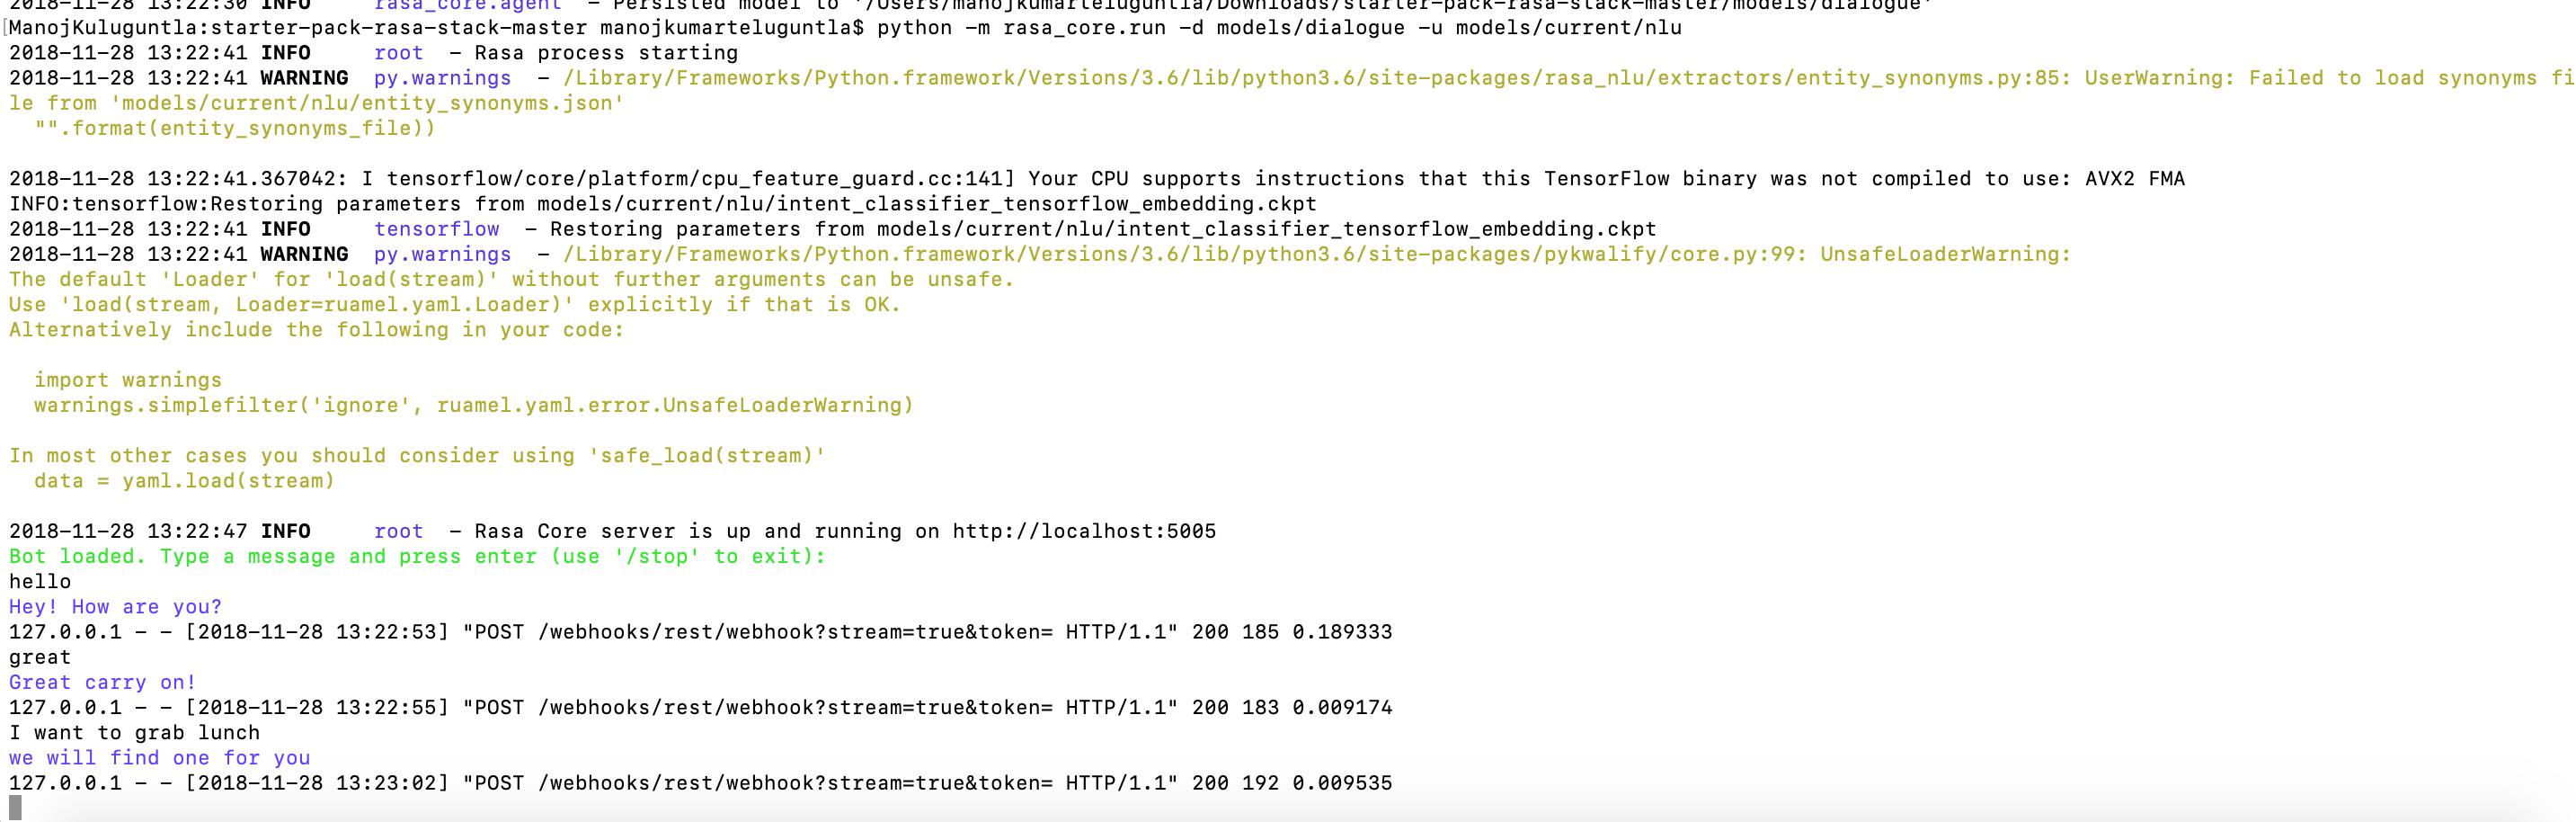 2018-11-28 13:22:30 INFO     rasa_core.agent  - Persisted model to '/Users/manojkumarteluguntla/Downloads/starter-pack-rasa-stack-master/models/dialogue'
[ManojKuluguntla:starter-pack-rasa-stack-master manojkumarteluguntla$ python -m rasa_core.run -d models/dialogue -u models/current/nlu
2018-11-28 13:22:41 INFO     root  - Rasa process starting
2018-11-28 13:22:41 WARNING  py.warnings  - /Library/Frameworks/Python.framework/Versions/3.6/lib/python3.6/site-packages/rasa_nlu/extractors/entity_synonyms.py:85: UserWarning: Failed to load synonyms fi
le from 'models/current/nlu/entity_synonyms.json'
  "".format(entity_synonyms_file))
2018-11-28 13:22:41.367042: I tensorflow/core/platform/cpu_feature_guard.cc:141] Your CPU supports instructions that this TensorFlow binary was not compiled to use: AVX2 FMA
INFO:tensorflow:Restoring parameters from models/current/nlu/intent_classifier_tensorflow_embedding.ckpt
2018-11-28 13:22:41 INFO     tensorflow  - Restoring parameters from models/current/nlu/intent_classifier_tensorflow_embedding.ckpt
2018-11-28 13:22:41 WARNING  py.warnings  - /Library/Frameworks/Python.framework/Versions/3.6/lib/python3.6/site-packages/pykwalify/core.py:99: UnsafeLoaderWarning:
The default 'Loader' for 'load(stream)' without further arguments can be unsafe.
Use 'load(stream, Loader=ruamel.yaml.Loader)' explicitly if that is OK.
Alternatively include the following in your code:
  import warnings
  warnings.simplefilter('ignore', ruamel.yaml.error.UnsafeLoaderWarning)
In most other cases you should consider using 'safe_load(stream)'
  data = yaml.load(stream)
2018-11-28 13:22:47 INFO     root  - Rasa Core server is up and running on http://localhost:5005
Bot loaded. Type a message and press enter (use '/stop' to exit):
hello
Hey! How are you?
127.0.0.1 - - [2018-11-28 13:22:53] "POST /webhooks/rest/webhook?stream=true&token= HTTP/1.1" 200 185 0.189333
great
Great carry on!
127.0.0.1 - - [2018-11-28 13:22:55] "POST /webhooks/rest/webhook?stream=true&token= HTTP/1.1" 200 183 0.009174
I want to grab lunch
we will find one for you
127.0.0.1 - - [2018-11-28 13:23:02] "POST /webhooks/rest/webhook?stream=true&token= HTTP/1.1" 200 192 0.009535